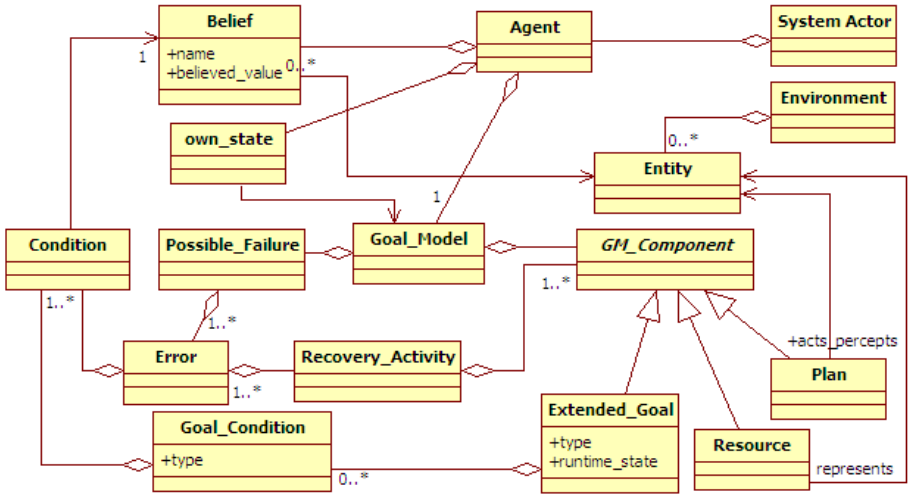 Belief
+name
+believed_value
1
0..*
Agent
System Actor
Environment
own_state
0..*
Entity
1
Condition
Possible_Failure
Goal_Model
GM_Component
1..*
1..*
1..*
Error
Recovery_Activity
+acts_percepts
Plan
1..*
Goal_Condition
+type
Extended_Goal
+type
+runtime_state
Resource
represents
0..*